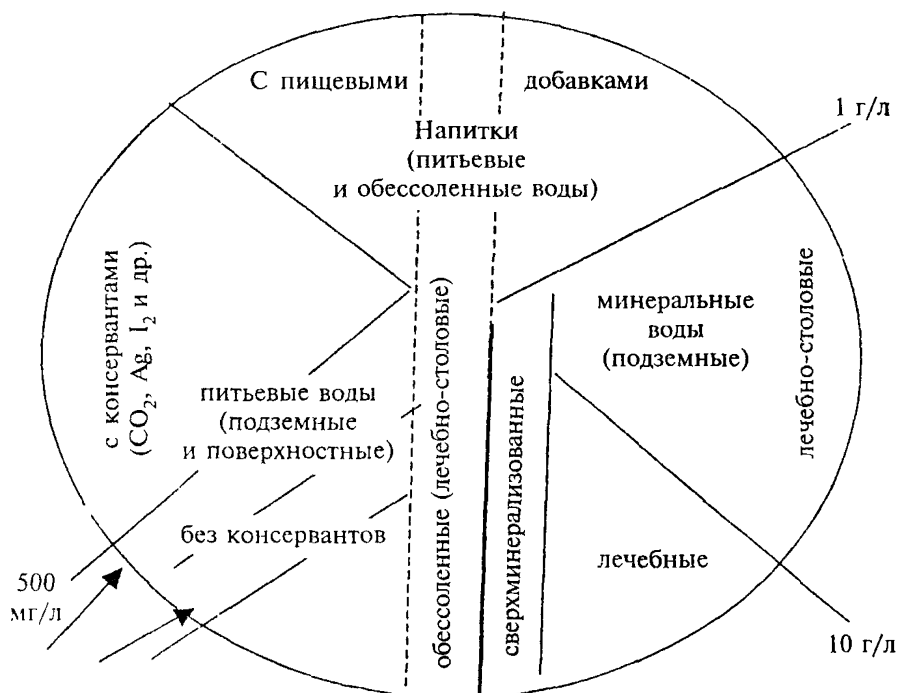 С пищевыми
добавками
1 г/л
Напитки
(питьевые
и обессоленные воды)
с консервантами
(CO₂, Ag, I₂ и др.)
питьевые воды
(подземные
и поверхностные)
без консервантов
500
мг/л
обессоленные (лечебно-столовые)
сверхминерализованные
минеральные
воды
(подземные)
лечебно-столовые
лечебные
10 г/л